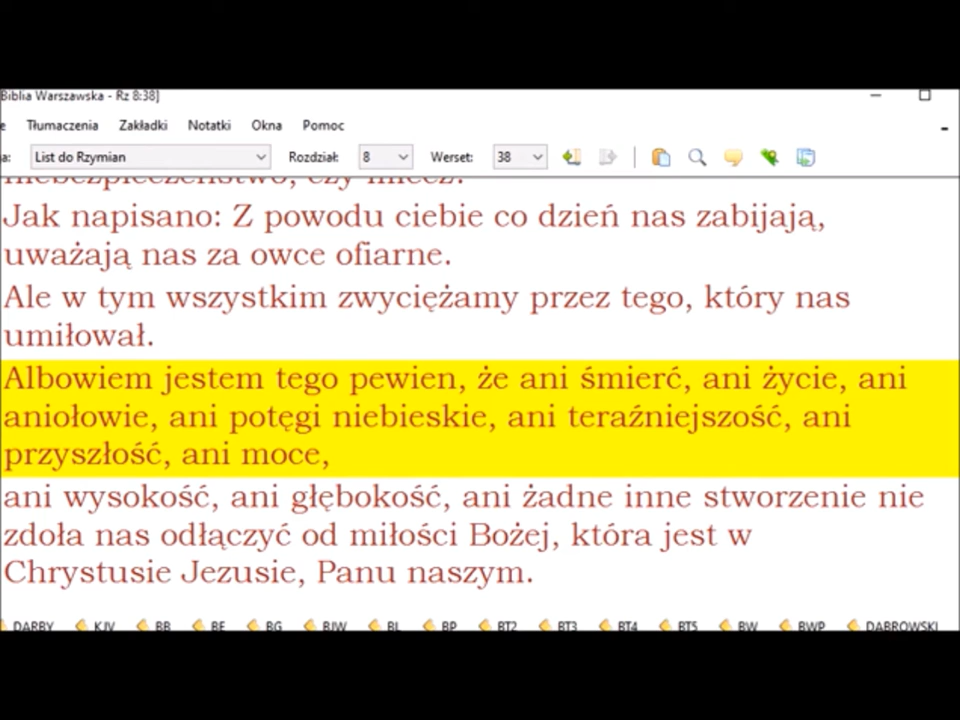 Biblia Warszawska - Rz 8:38]
Tłumaczenia Zakładki Notatki Okna Pomoc
a: List do Rzymian Rozdział: 8 Werset: 38
niebezpieczeństwo, czy miecz?
Jak napisano: Z powodu ciebie co dzień nas zabijają,
uważają nas za owce ofiarne.
Ale w tym wszystkim zwyciężamy przez tego, który nas
umiłował.
Albowiem jestem tego pewien, że ani śmierć, ani życie, ani
aniołowie, ani potęgi niebieskie, ani teraźniejszość, ani
przyszłość, ani moce,
ani wysokość, ani głębokość, ani żadne inne stworzenie nie
zdoła nas odłączyć od miłości Bożej, która jest w
Chrystusie Jezusie, Panu naszym.
DARBY KJV BB BE BG BJW BL BP BT2 BT3 BT4 BT5 BW BWP DĄBROWSKI